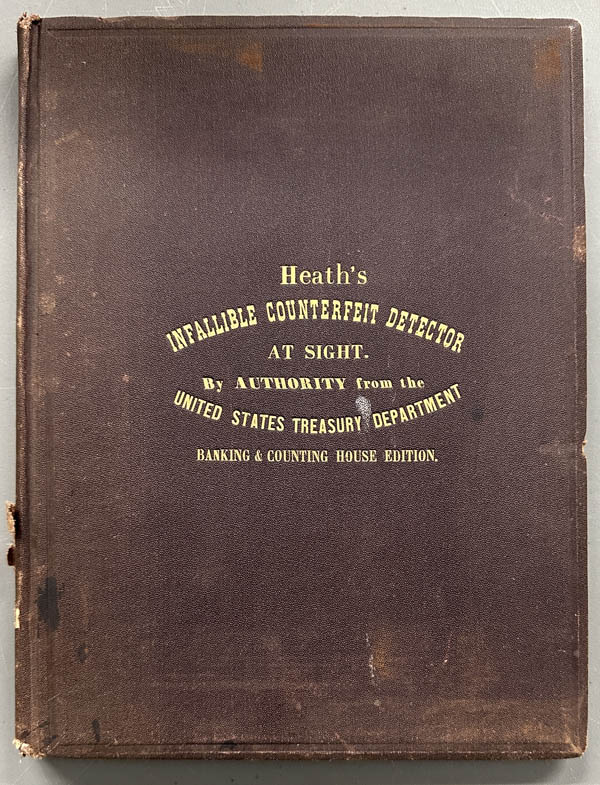 Heath's
INFALLIBLE COUNTERFEIT DETECTOR
AT SIGHT.
By AUTHORITY from the
UNITED STATES TREASURY DEPARTMENT
BANKING & COUNTING HOUSE EDITION.